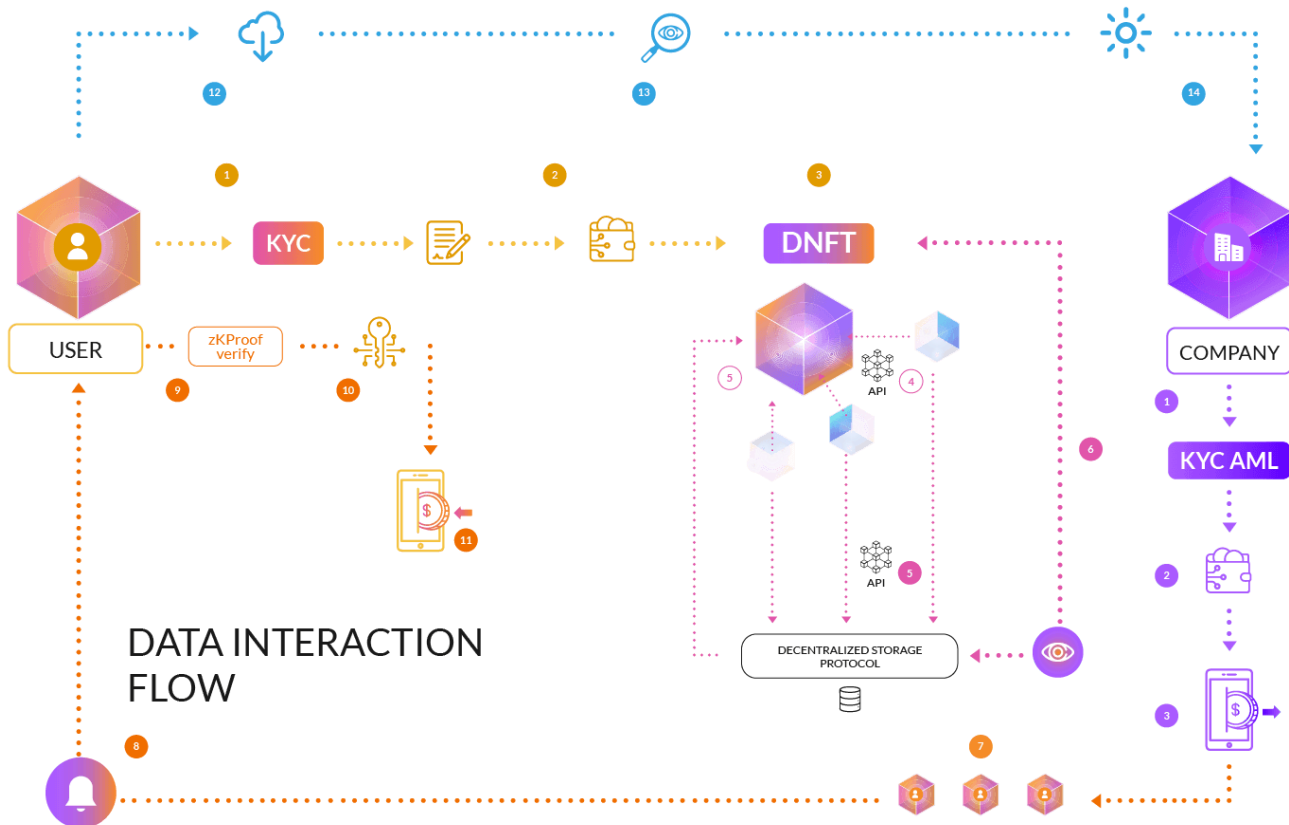 12
13
14
1
2
3
KYC
DNFT
USER
zKProof
verify
COMPANY
9
10
5
4
API
1
6
KYC AML
$
11
API
5
2
DATA INTERACTION
FLOW
DECENTRALIZED STORAGE
PROTOCOL
3
$
8
7